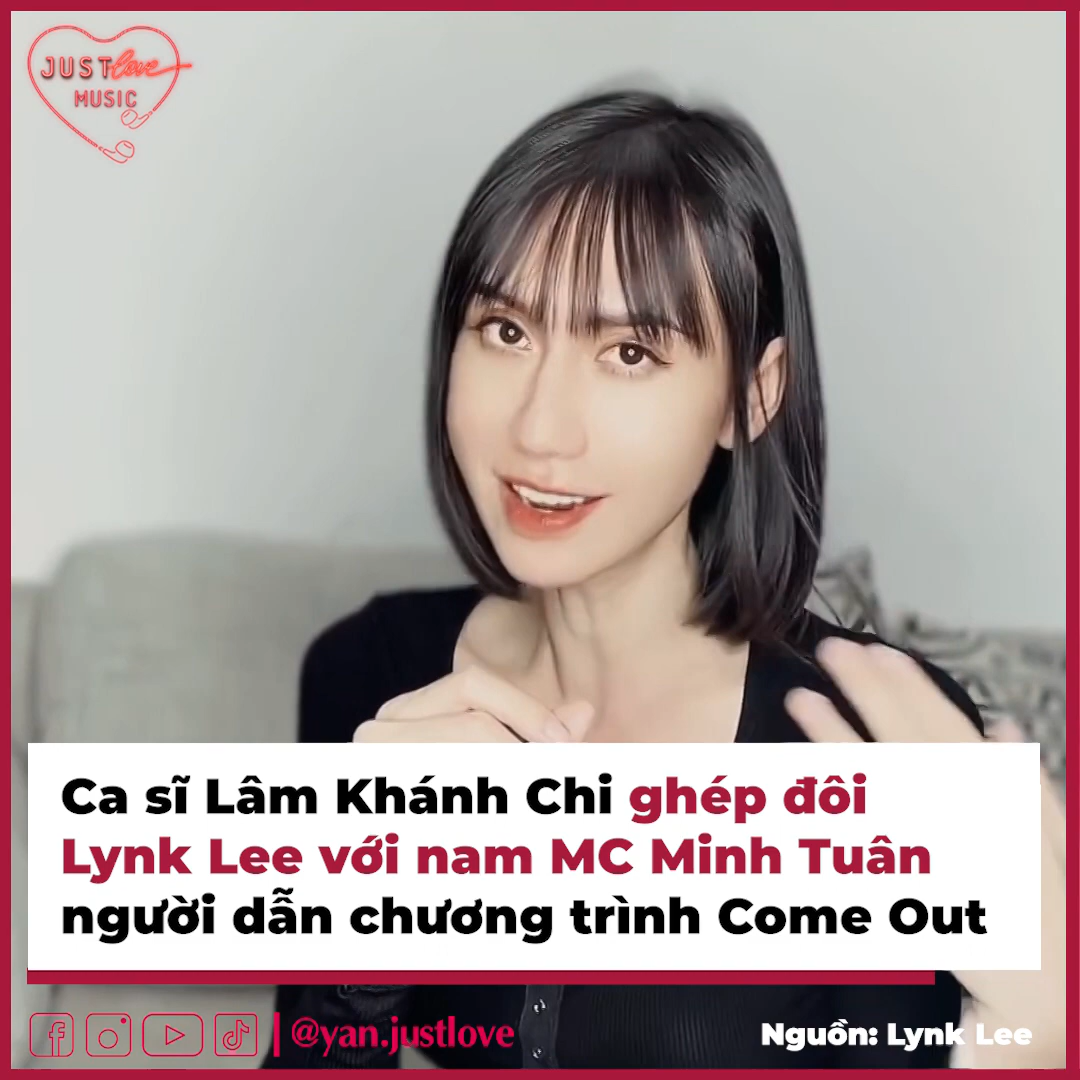 JUST love
MUSIC
Ca sĩ Lâm Khánh Chi ghép đôi
Lynk Lee với nam MC Minh Tuân
người dẫn chương trình Come Out
@yan.justlove
Nguồn: Lynk Lee